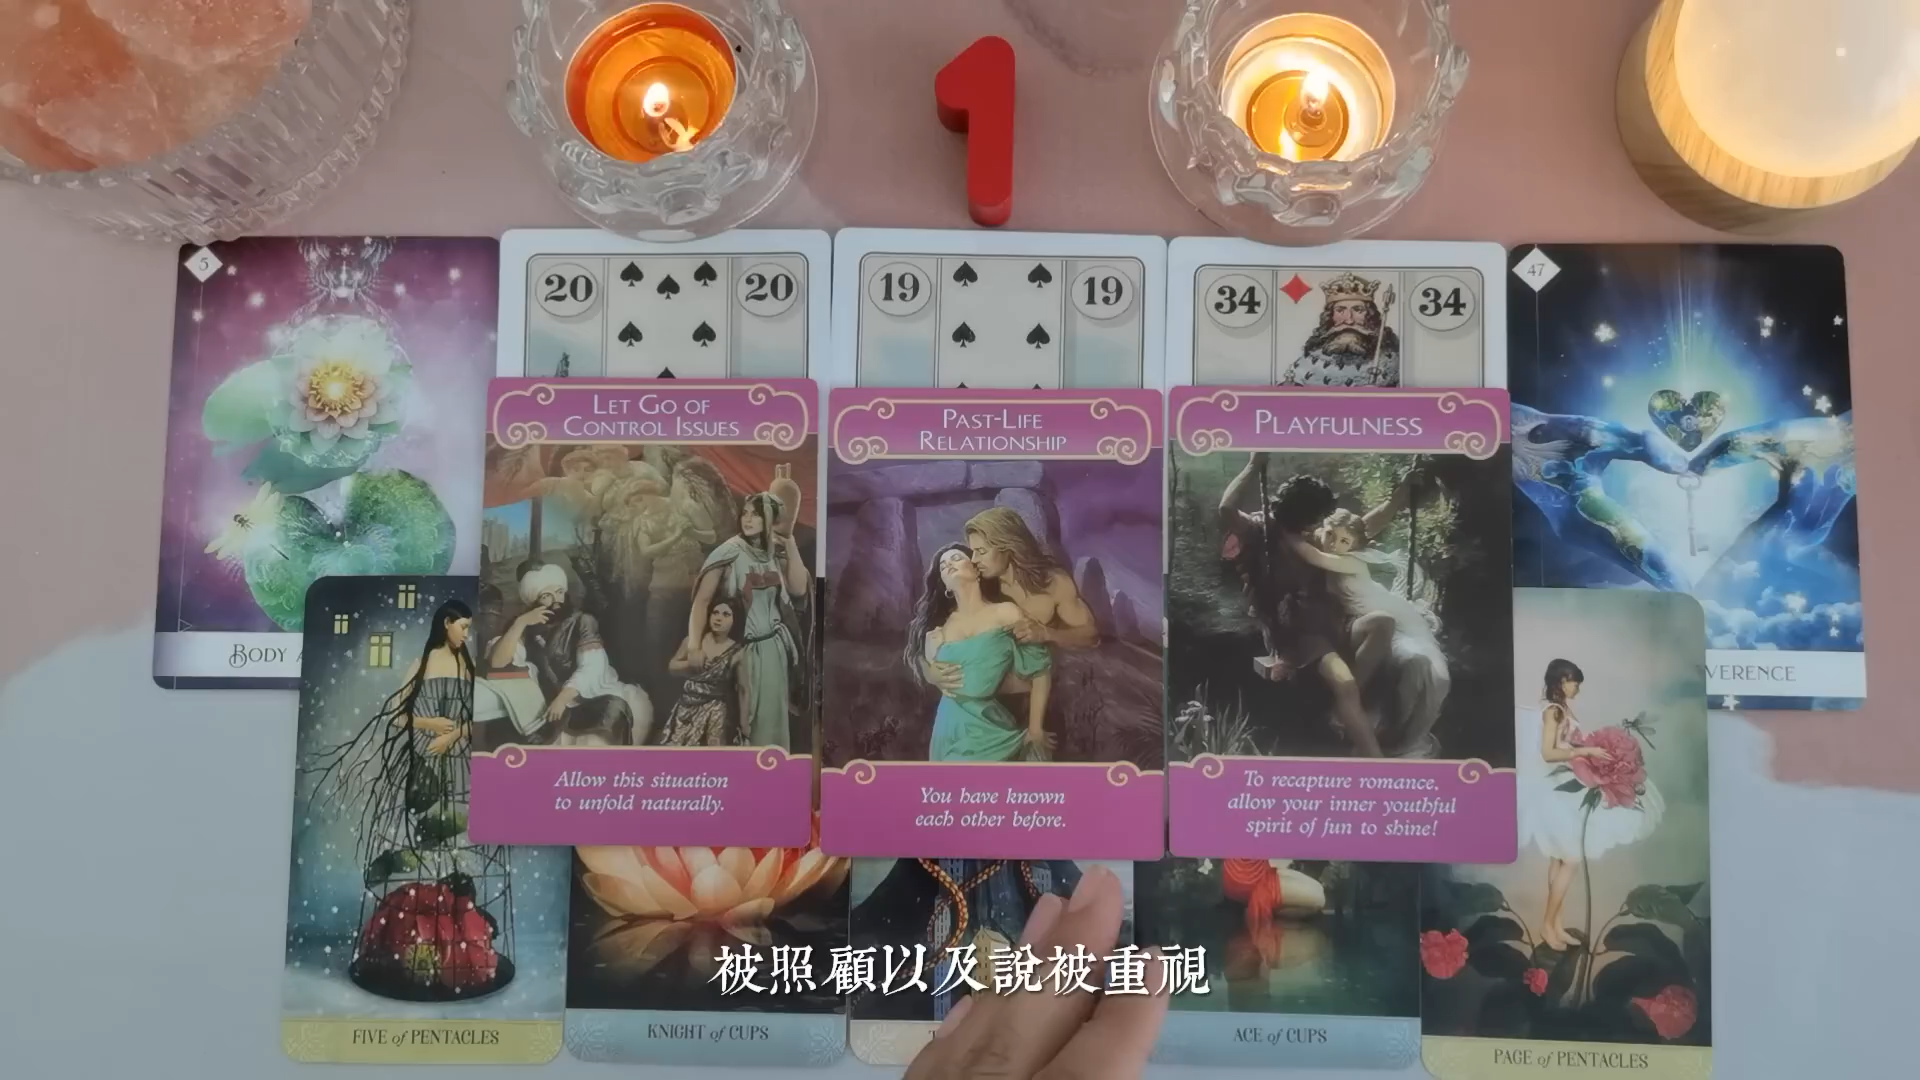 1
5
20
20
19
19
34
34
47
LET GO OF
CONTROL ISSUES
PAST-LIFE
RELATIONSHIP
PLAYFULNESS
BODY
VERENCE
Allow this situation
to unfold naturally.
You have known
each other before.
To recapture romance,
allow your inner youthful
spirit of fun to shine!
被照顧以及說被重視
FIVE of PENTACLES
KNIGHT of CUPS
T
ACE of CUPS
PAGE of PENTACLES